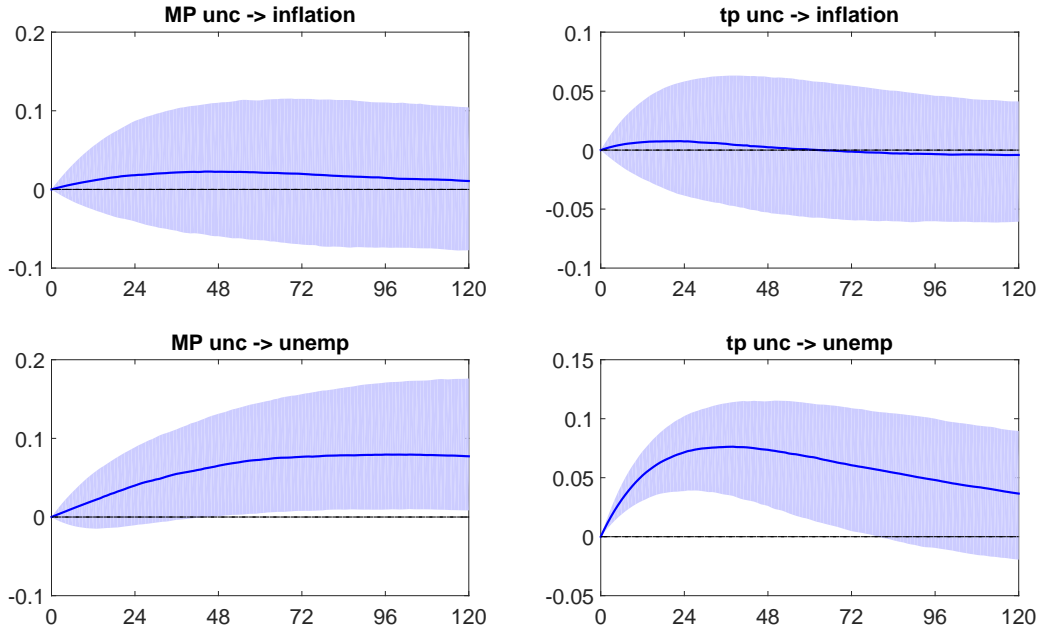 MP unc -> inflation
0.2
0.1
0
-0.1
0 24 48 72 96 120
tp unc -> inflation
0.1
0.05
0
-0.05
-0.1
0 24 48 72 96 120
MP unc -> unemp
0.2
0.1
0
-0.1
0 24 48 72 96 120
tp unc -> unemp
0.15
0.1
0.05
0
-0.05
0 24 48 72 96 120